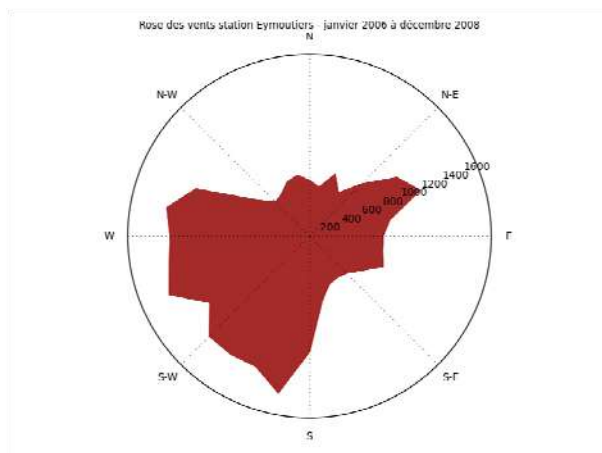 Rose des vents station Eymoutiers - janvier 2006 à décembre 2008
N
N-W
N-E
1600
1400
1200
1000
800
600
400
200
W
E
S-W
S-E
S